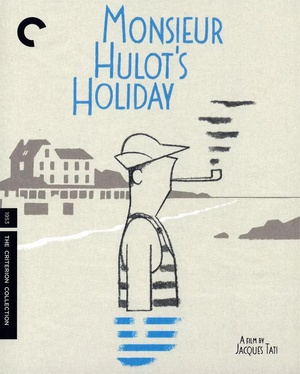 MONSIEUR
HULOT'S
HOLIDAY
1953
THE CRITERION COLLECTION
A FILM BY
JACQUES TATI